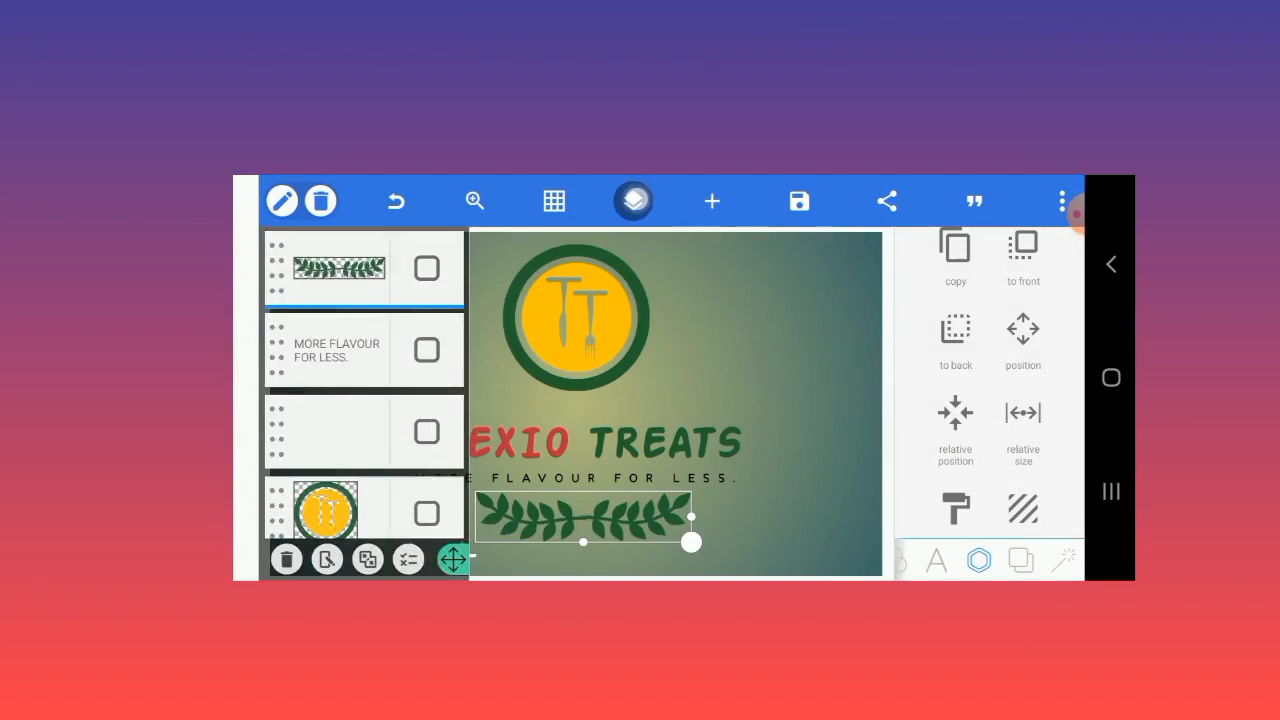 MORE FLAVOUR
FOR LESS.
EXIO TREATS
E FLAVOUR FOR LESS.
copy
to front
to back
position
relative
position
relative
size
A